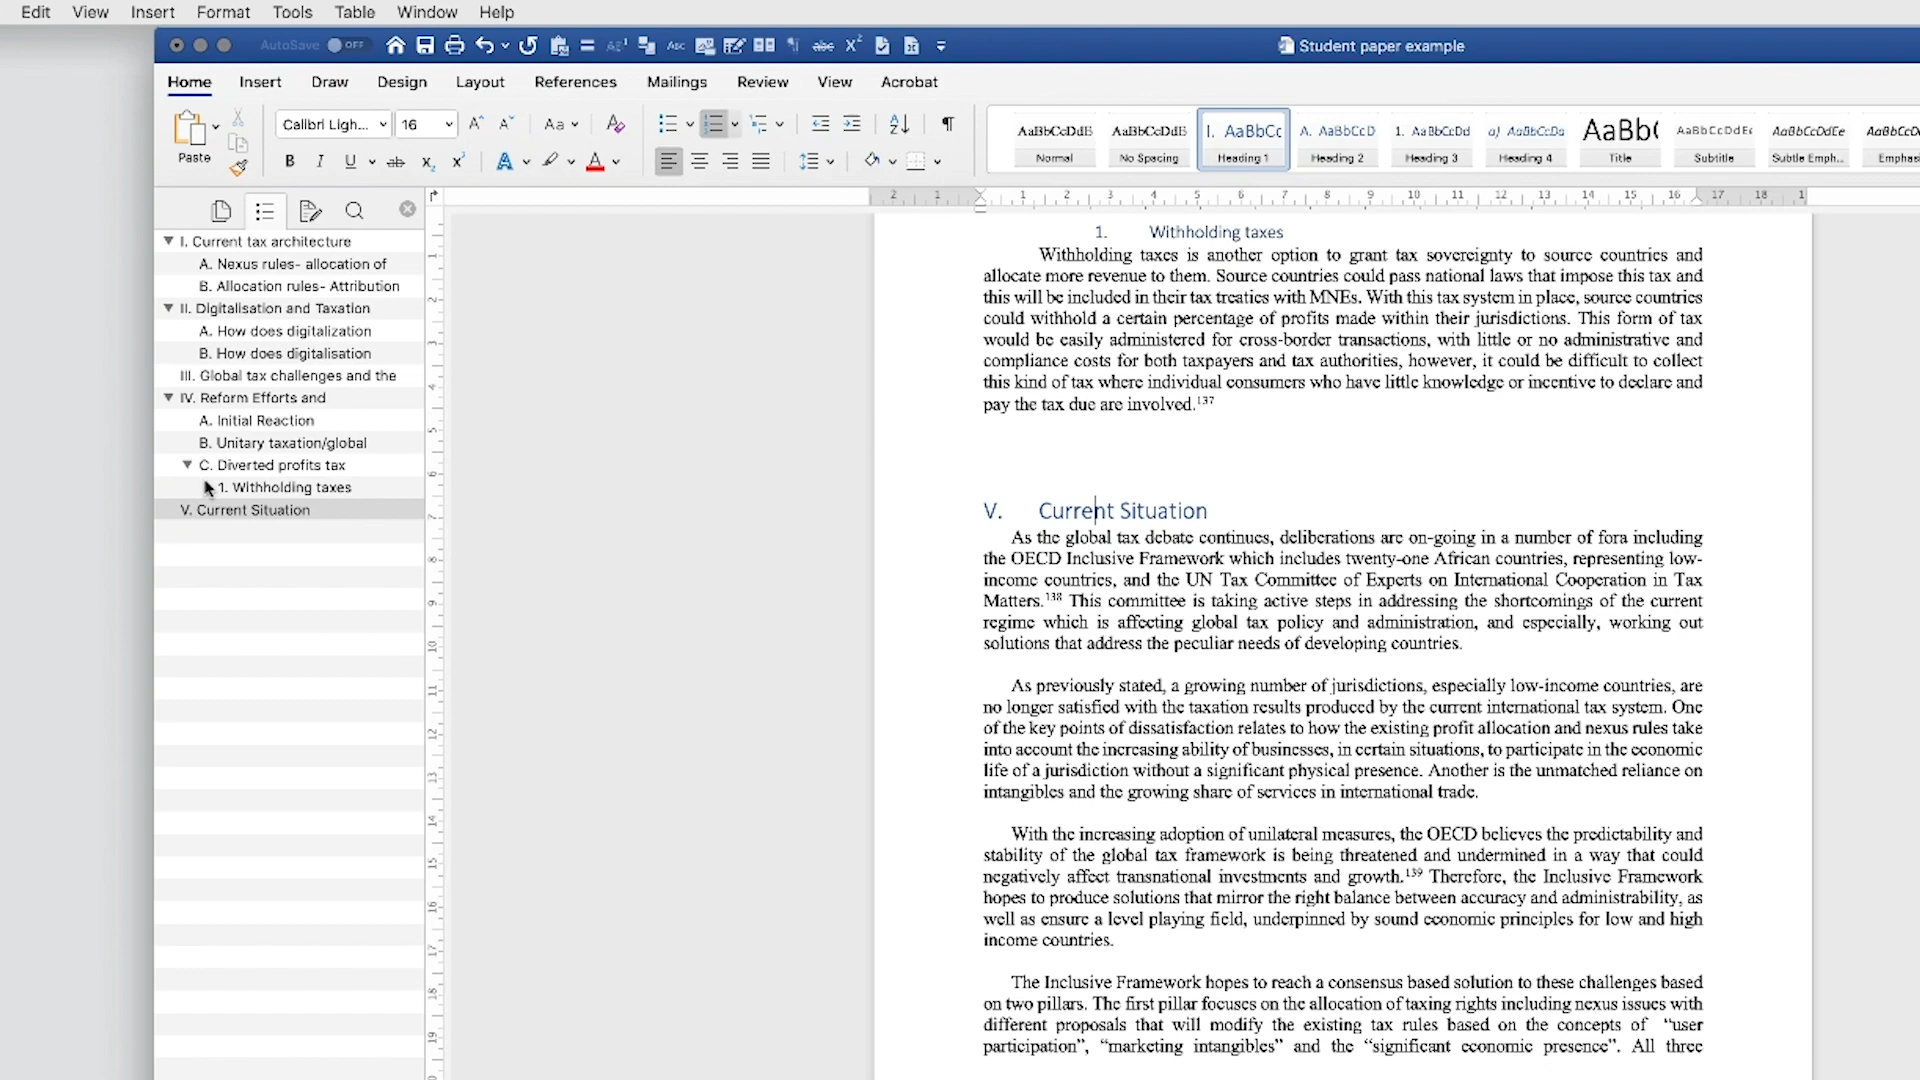 Edit View Insert Format Tools Table Window Help
AutoSave OFF Student paper example
Home Insert Draw Design Layout References Mailings Review View Acrobat
Paste Calibri Ligh... 16
AaBbCcDdE AaBbCcDdE I. AaBbCc A. AaBbCcD 1. AaBbCcDd a) AaBbCcDa AaBb( AaBbCcDdEe AaBbCcDdEe AaBbCcD
Normal No Spacing Heading 1 Heading 2 Heading 3 Heading 4 Title Subtitle Subtle Emph... Emphas
2 1 1 2 3 4 5 6 7 8 9 10 11 12 13 14 15 16 17 18 1
I. Current tax architecture
A. Nexus rules- allocation of
B. Allocation rules- Attribution
II. Digitalisation and Taxation
A. How does digitalization
B. How does digitalisation
III. Global tax challenges and the
IV. Reform Efforts and
A. Initial Reaction
B. Unitary taxation/global
C. Diverted profits tax
1. Withholding taxes
V. Current Situation
1. Withholding taxes
Withholding taxes is another option to grant tax sovereignty to source countries and
allocate more revenue to them. Source countries could pass national laws that impose this tax and
this will be included in their tax treaties with MNEs. With this tax system in place, source countries
could withhold a certain percentage of profits made within their jurisdictions. This form of tax
would be easily administered for cross-border transactions, with little or no administrative and
compliance costs for both taxpayers and tax authorities, however, it could be difficult to collect
this kind of tax where individual consumers who have little knowledge or incentive to declare and
pay the tax due are involved.137
V. Current Situation
As the global tax debate continues, deliberations are on-going in a number of fora including
the OECD Inclusive Framework which includes twenty-one African countries, representing low-
income countries, and the UN Tax Committee of Experts on International Cooperation in Tax
Matters.138 This committee is taking active steps in addressing the shortcomings of the current
regime which is affecting global tax policy and administration, and especially, working out
solutions that address the peculiar needs of developing countries.
As previously stated, a growing number of jurisdictions, especially low-income countries, are
no longer satisfied with the taxation results produced by the current international tax system. One
of the key points of dissatisfaction relates to how the existing profit allocation and nexus rules take
into account the increasing ability of businesses, in certain situations, to participate in the economic
life of a jurisdiction without a significant physical presence. Another is the unmatched reliance on
intangibles and the growing share of services in international trade.
With the increasing adoption of unilateral measures, the OECD believes the predictability and
stability of the global tax framework is being threatened and undermined in a way that could
negatively affect transnational investments and growth.139 Therefore, the Inclusive Framework
hopes to produce solutions that mirror the right balance between accuracy and administrability, as
well as ensure a level playing field, underpinned by sound economic principles for low and high
income countries.
The Inclusive Framework hopes to reach a consensus based solution to these challenges based
on two pillars. The first pillar focuses on the allocation of taxing rights including nexus issues with
different proposals that will modify the existing tax rules based on the concepts of “user
participation”, “marketing intangibles” and the “significant economic presence”. All three